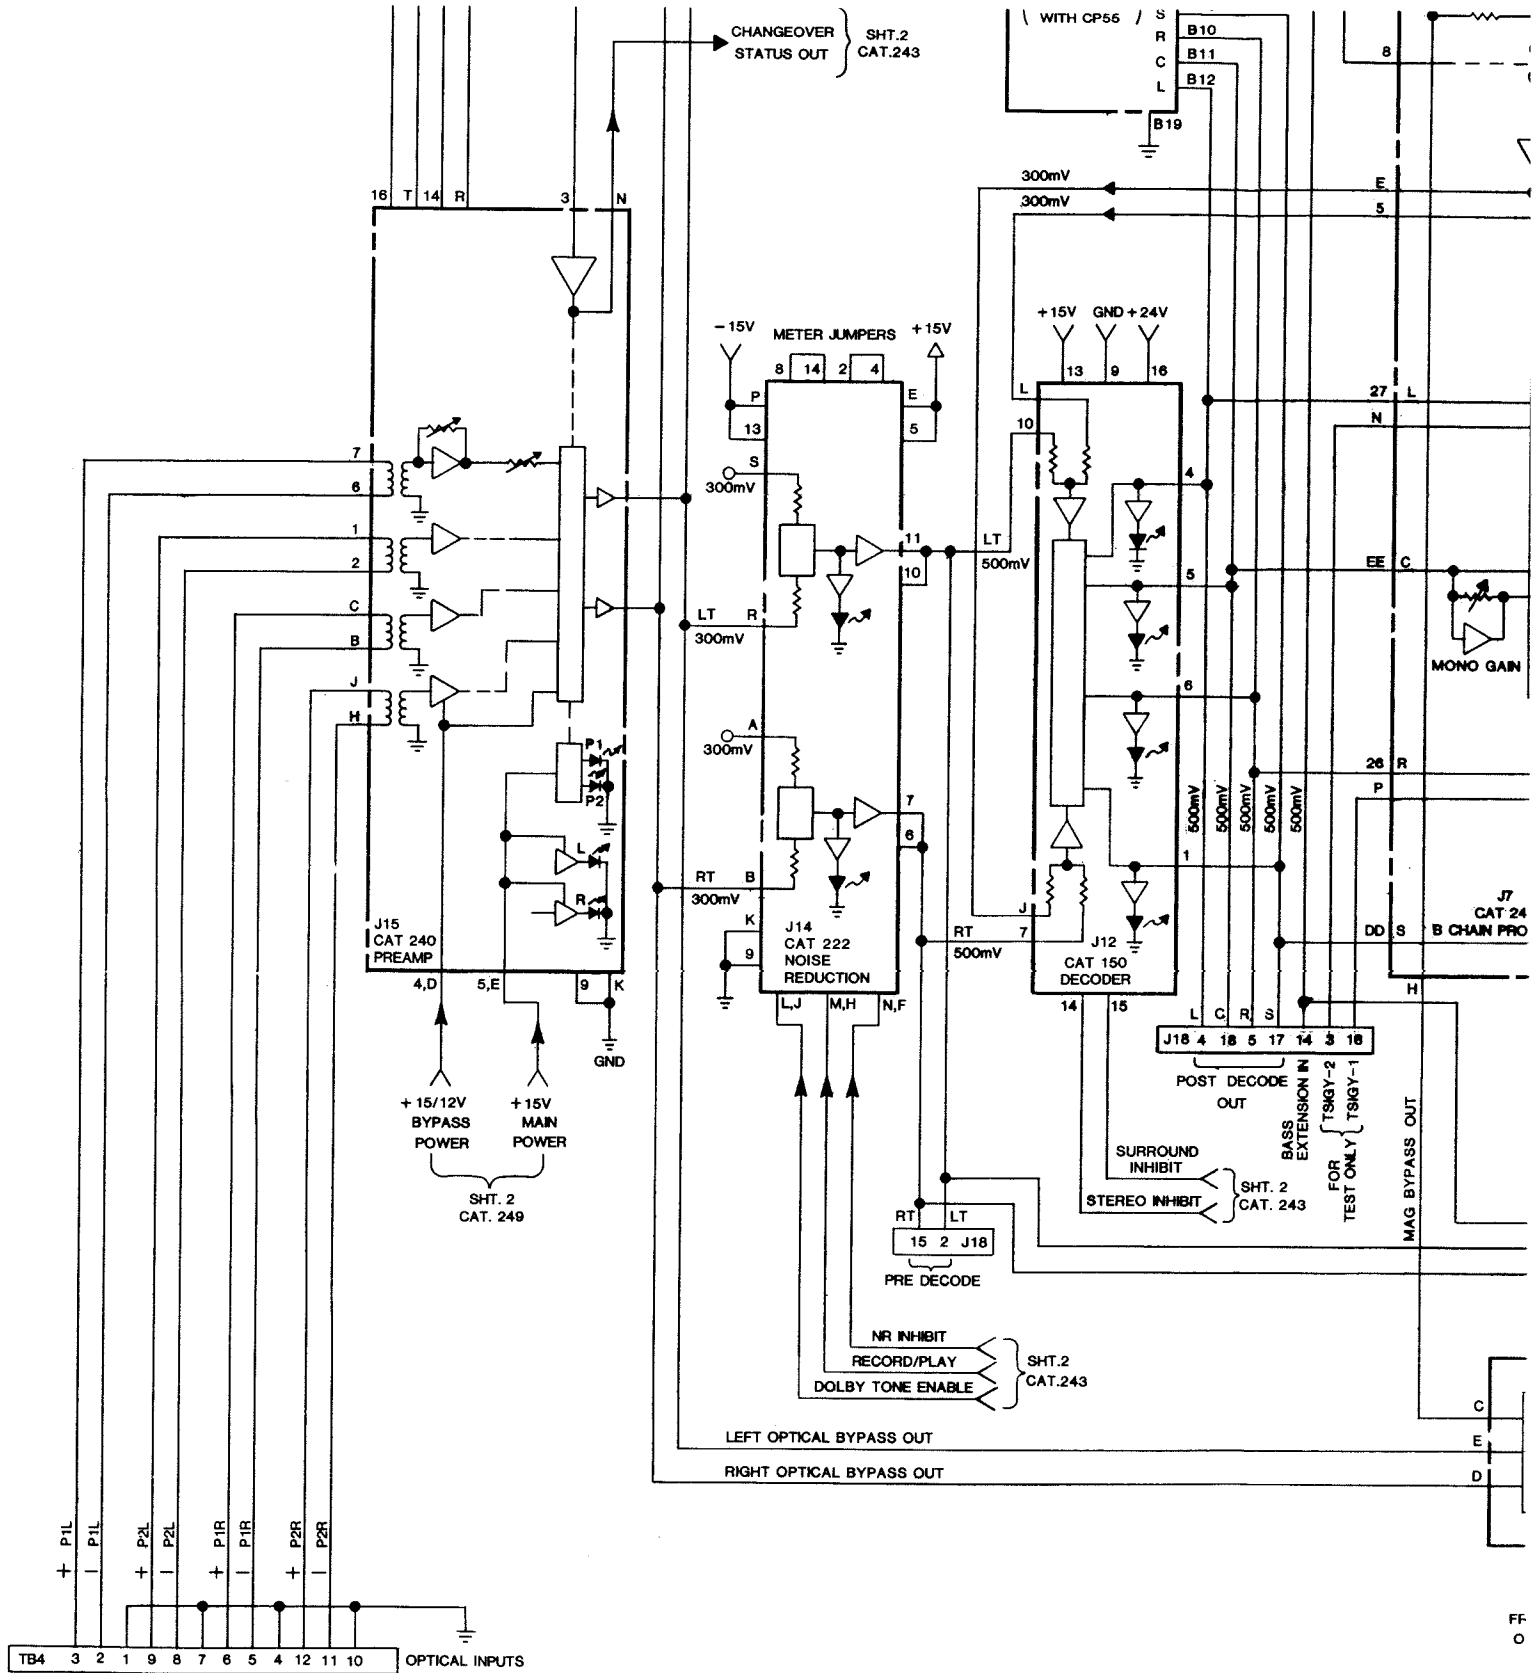 CHANGEOVER
STATUS OUT
SHT.2
CAT.243
( WITH CP55 )
S
R B10
C B11
L B12
B19
8
16 T 14 R 3 N
300mV E
300mV 5
-15V METER JUMPERS +15V
8 14 2 4
+15V GND +24V
13 9 16
P E
13 5
L
10
27 L
N
7
6
S
300mV
4
1
2
11 LT
500mV
10
5
EE C
C
B
LT R
300mV
MONO GAIN
J
H
6
A
300mV
P1
P2
26 R
P
7
6
500mV
500mV
500mV
500mV
500mV
L
R
RT B
300mV
1
J15
CAT 240
PREAMP
K
9
J14
CAT 222
NOISE
REDUCTION
J
7
RT
500mV
J12
CAT 150
DECODER
J7
CAT 24
DD S B CHAIN PRO
4,D 5,E 9 K
L,J M,H N,F
14 15
H
GND
L C R S
J18 4 18 5 17 14 3 16
POST DECODE
OUT
BASS
EXTENSION IN
TSIGY-2
TSIGY-1
FOR
TEST ONLY
MAG BYPASS OUT
+15/12V
BYPASS
POWER
+15V
MAIN
POWER
SHT. 2
CAT. 249
SURROUND
INHIBIT
STEREO INHIBIT
SHT. 2
CAT. 243
RT LT
15 2 J18
PRE DECODE
NR INHIBIT
RECORD/PLAY
DOLBY TONE ENABLE
SHT.2
CAT.243
C
LEFT OPTICAL BYPASS OUT E
RIGHT OPTICAL BYPASS OUT D
+ P1L
- P1L
+ P2L
- P2L
+ P1R
- P1R
+ P2R
- P2R
TB4 3 2 1 9 8 7 6 5 4 12 11 10 OPTICAL INPUTS
FF
O